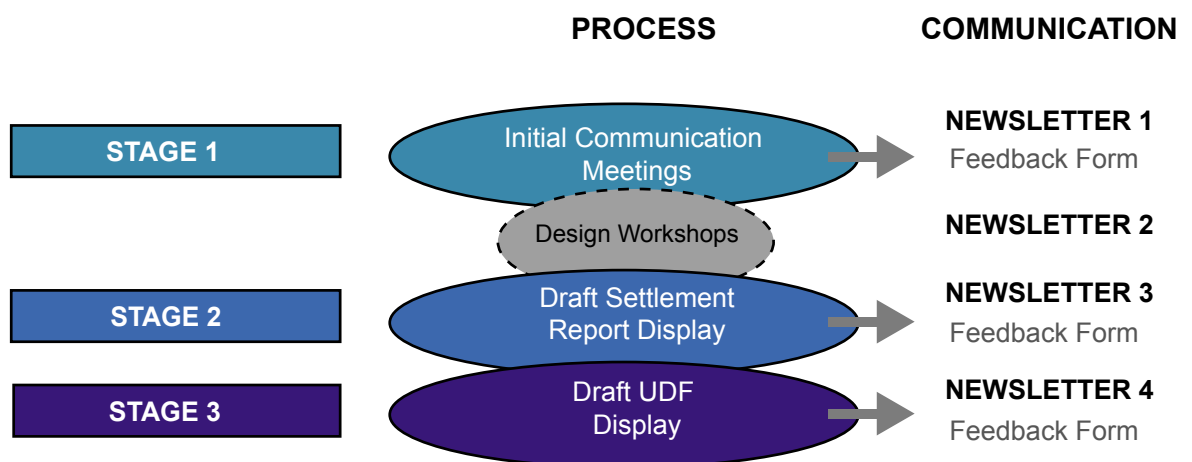 PROCESS
COMMUNICATION
STAGE 1
Initial Communication
Meetings
NEWSLETTER 1
Feedback Form
Design Workshops
NEWSLETTER 2
STAGE 2
Draft Settlement
Report Display
NEWSLETTER 3
Feedback Form
STAGE 3
Draft UDF
Display
NEWSLETTER 4
Feedback Form